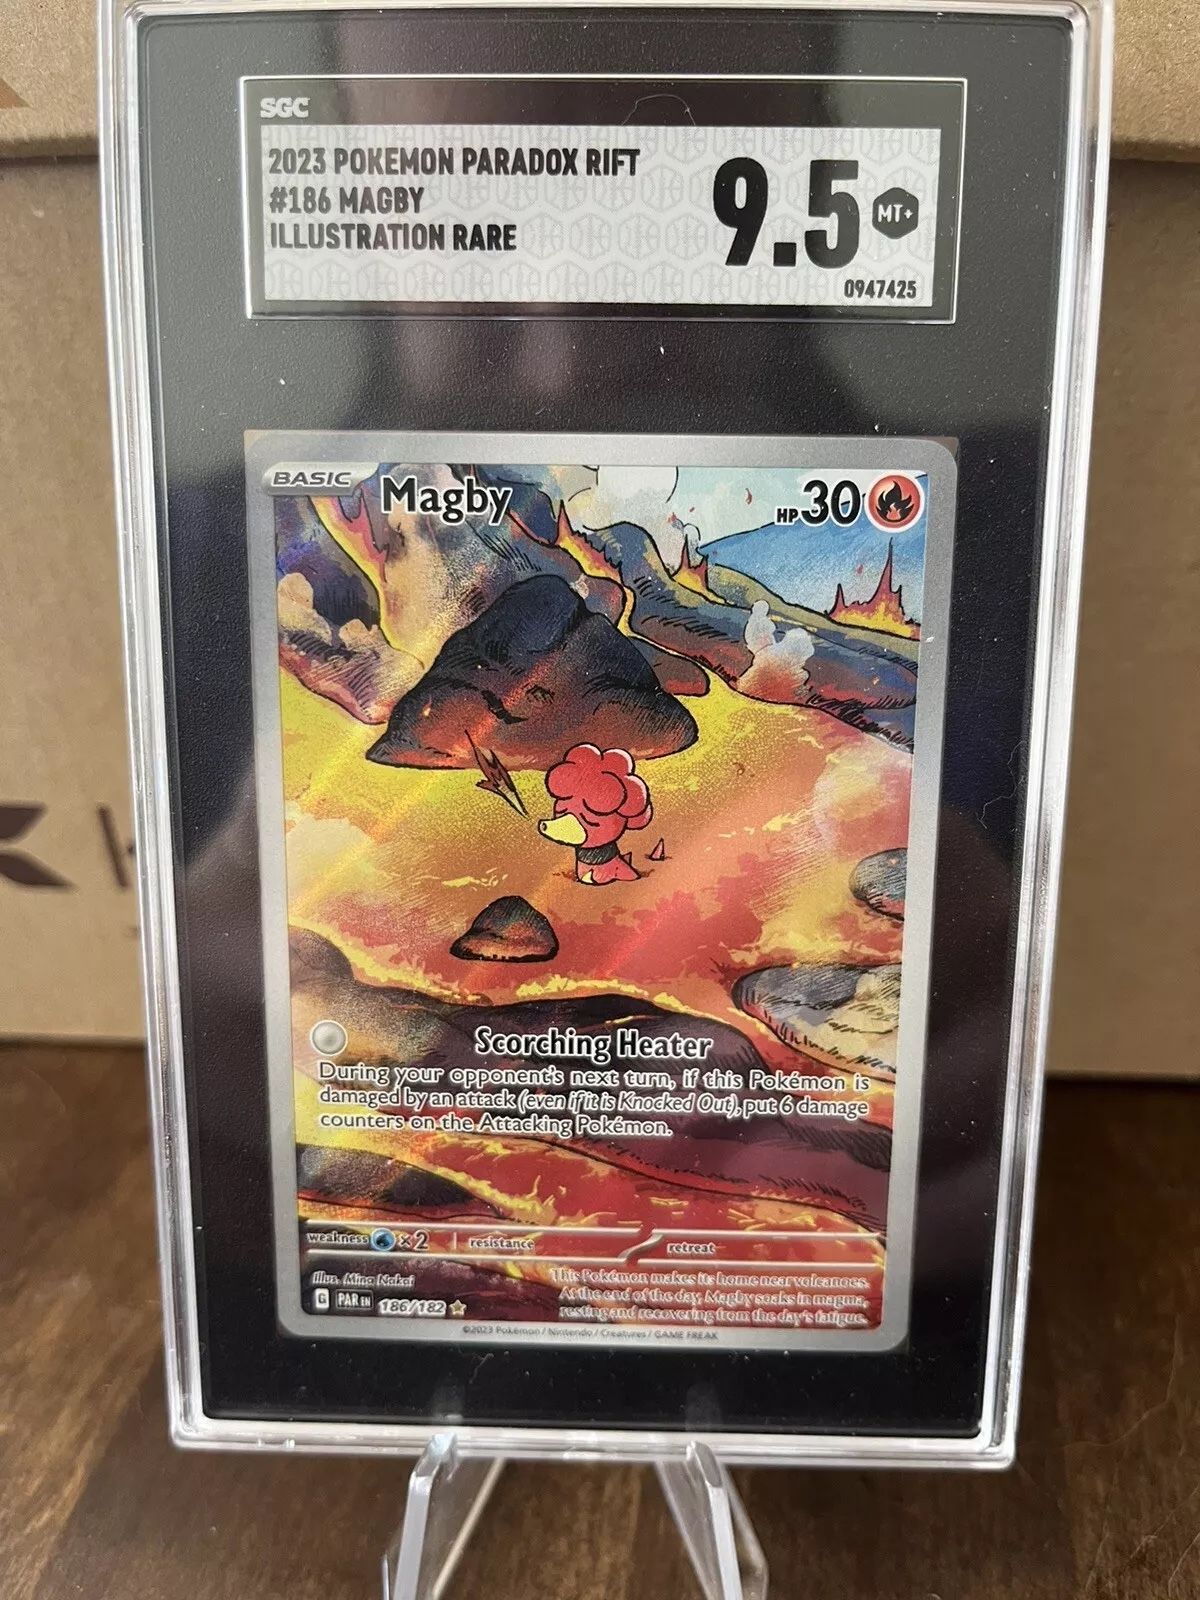 SGC
2023 POKEMON PARADOX RIFT
#186 MAGBY
ILLUSTRATION RARE
9.5 MT+
0947425
BASIC Magby HP30
Scorching Heater
During your opponent's next turn, if this Pokémon is
damaged by an attack (even if it is Knocked Out), put 6 damage
counters on the Attacking Pokémon.
weakness x2 resistance retreat
Illus. Mina Nakai
G PAR EN 186/182
This Pokémon makes its home near volcanoes.
At the end of the day, Magby soaks in magma,
resting and recovering from the day's fatigue.
©2023 Pokémon / Nintendo / Creatures / GAME FREAK